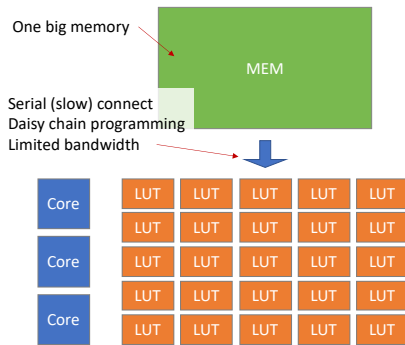 One big memory
MEM
Serial (slow) connect
Daisy chain programming
Limited bandwidth
Core
Core
Core
LUT LUT LUT LUT LUT
LUT LUT LUT LUT LUT
LUT LUT LUT LUT LUT
LUT LUT LUT LUT LUT
LUT LUT LUT LUT LUT